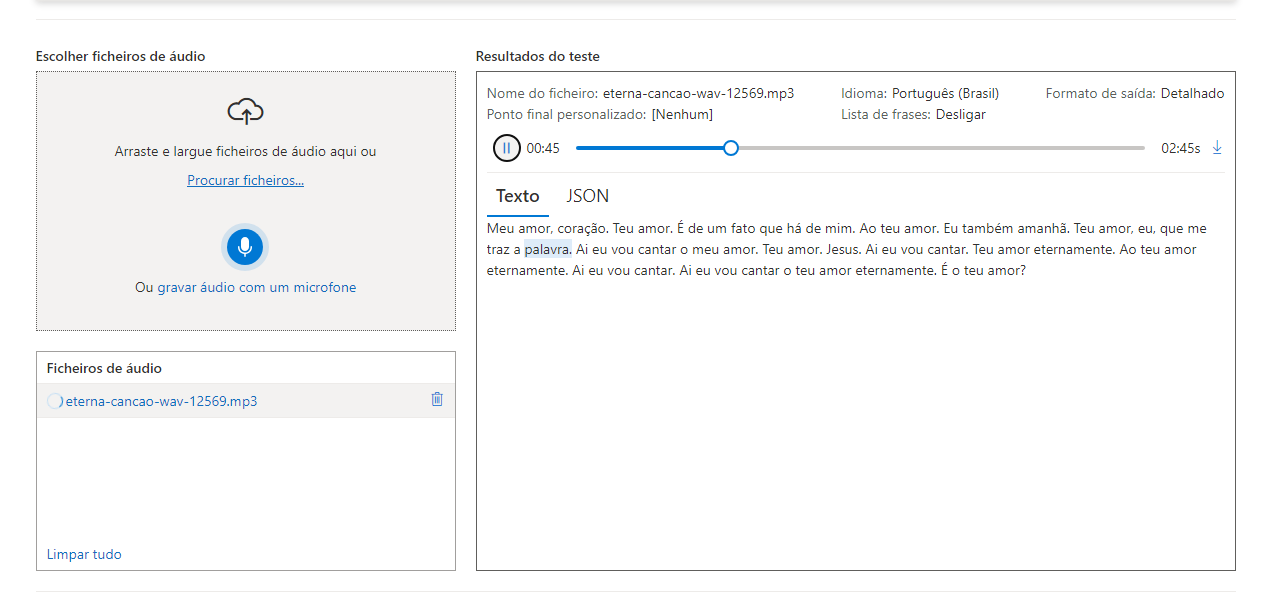 Escolher ficheiros de áudio
Arraste e largue ficheiros de áudio aqui ou
Procurar ficheiros...
Ou gravar áudio com um microfone
Ficheiros de áudio
eterna-cancao-wav-12569.mp3
Limpar tudo
Resultados do teste
Nome do ficheiro: eterna-cancao-wav-12569.mp3 Idioma: Português (Brasil) Formato de saída: Detalhado
Ponto final personalizado: [Nenhum] Lista de frases: Desligar
00:45 02:45s
Texto JSON
Meu amor, coração. Teu amor. É de um fato que há de mim. Ao teu amor. Eu também amanhã. Teu amor, eu, que me
traz a palavra. Ai eu vou cantar o meu amor. Teu amor. Jesus. Ai eu vou cantar. Teu amor eternamente. Ao teu amor
eternamente. Ai eu vou cantar. Ai eu vou cantar o teu amor eternamente. É o teu amor?